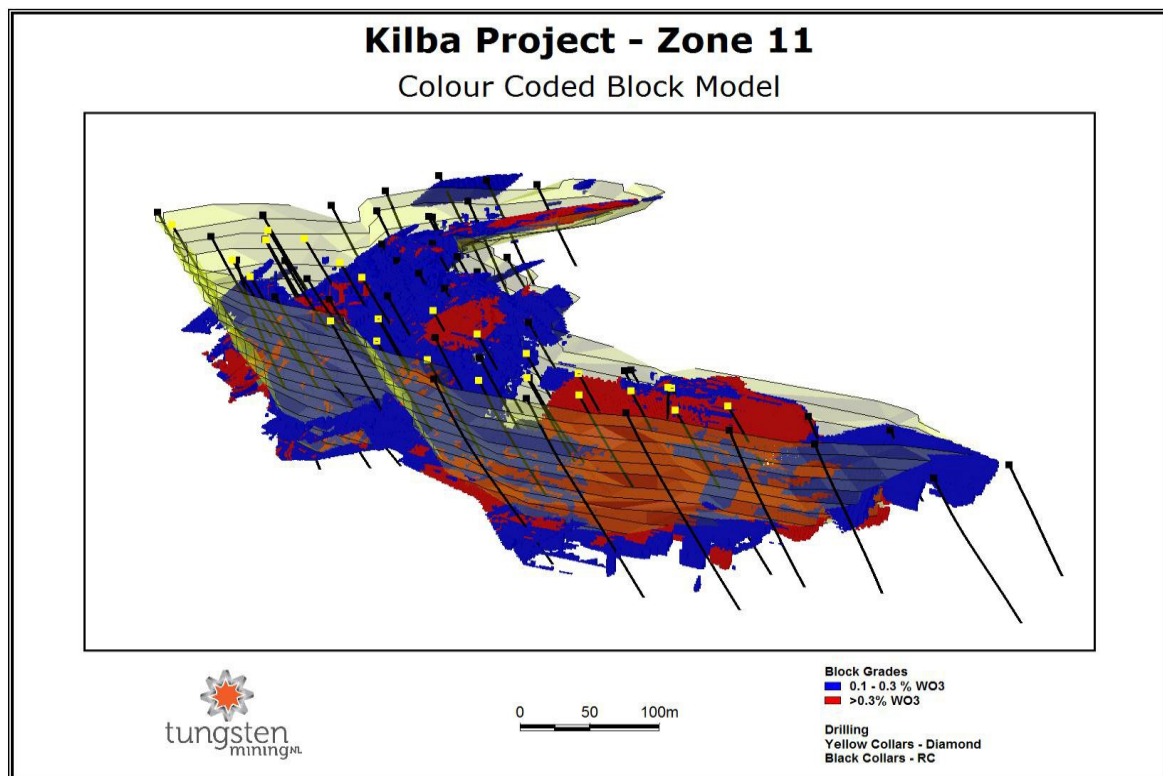 Kilba Project - Zone 11
Colour Coded Block Model
tungsten
mining NL
0 50 100m
Block Grades
0.1 - 0.3 % WO3
>0.3% WO3
Drilling
Yellow Collars - Diamond
Black Collars - RC